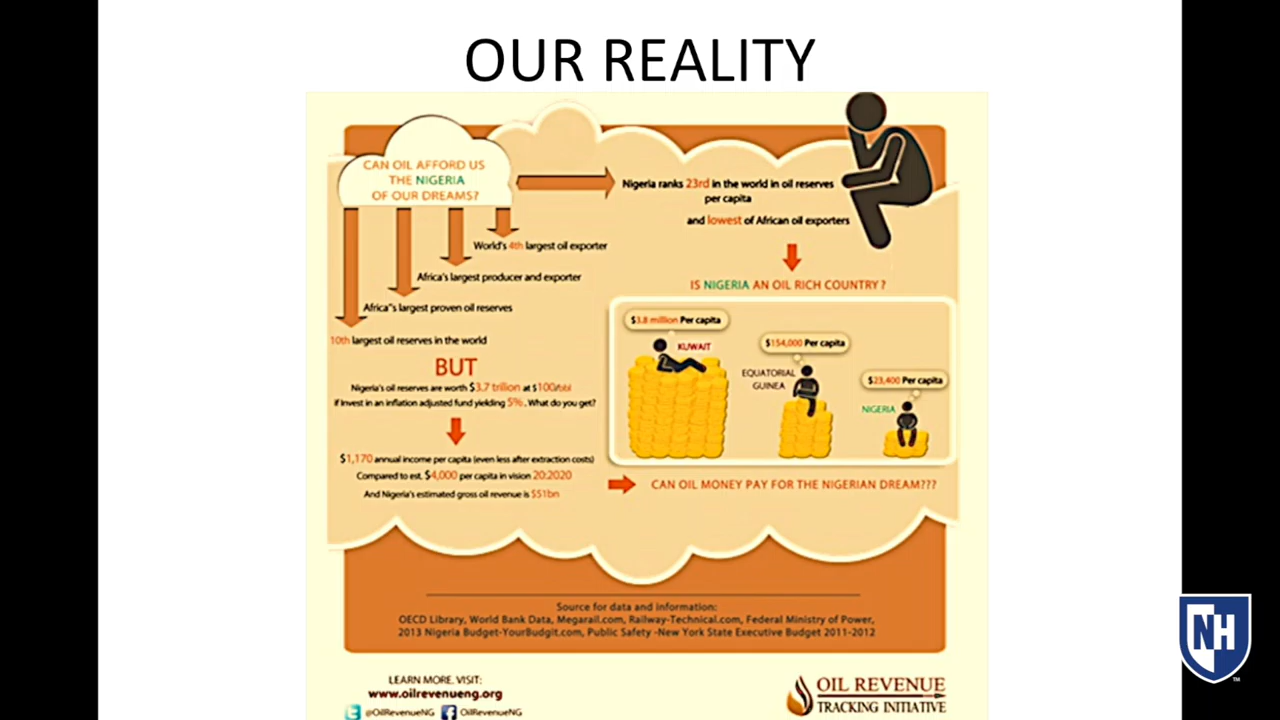 OUR REALITY
CAN OIL AFFORD US
THE NIGERIA
OF OUR DREAMS?
Nigeria ranks 23rd in the world in oil reserves
per capita
and lowest of African oil exporters
World's 4th largest oil exporter
Africa's largest producer and exporter
Africa"s largest proven oil reserves
10th largest oil reserves in the world
BUT
Nigeria's oil reserves are worth $3.7 trillion at $100/bbl
if invest in an inflation adjusted fund yielding 5%. What do you get?
$1,170 annual income per capita (even less after extraction costs)
Compared to est. $4,000 per capita in vision 20:2020
And Nigeria's estimated gross oil revenue is $51bn
IS NIGERIA AN OIL RICH COUNTRY?
$3.8 million Per capita
KUWAIT
$154,000 Per capita
EQUATORIAL
GUINEA
$23,400 Per capita
NIGERIA
CAN OIL MONEY PAY FOR THE NIGERIAN DREAM???
Source for data and information:
OECD Library, World Bank Data, Megarail.com, Railway-Technical.com, Federal Ministry of Power,
2013 Nigeria Budget-YourBudgit.com, Public Safety -New York State Executive Budget 2011-2012
LEARN MORE. VISIT:
www.oilrevenueng.org
@OilRevenueNG OilRevenueNG
OIL REVENUE
TRACKING INITIATIVE
NH
TM